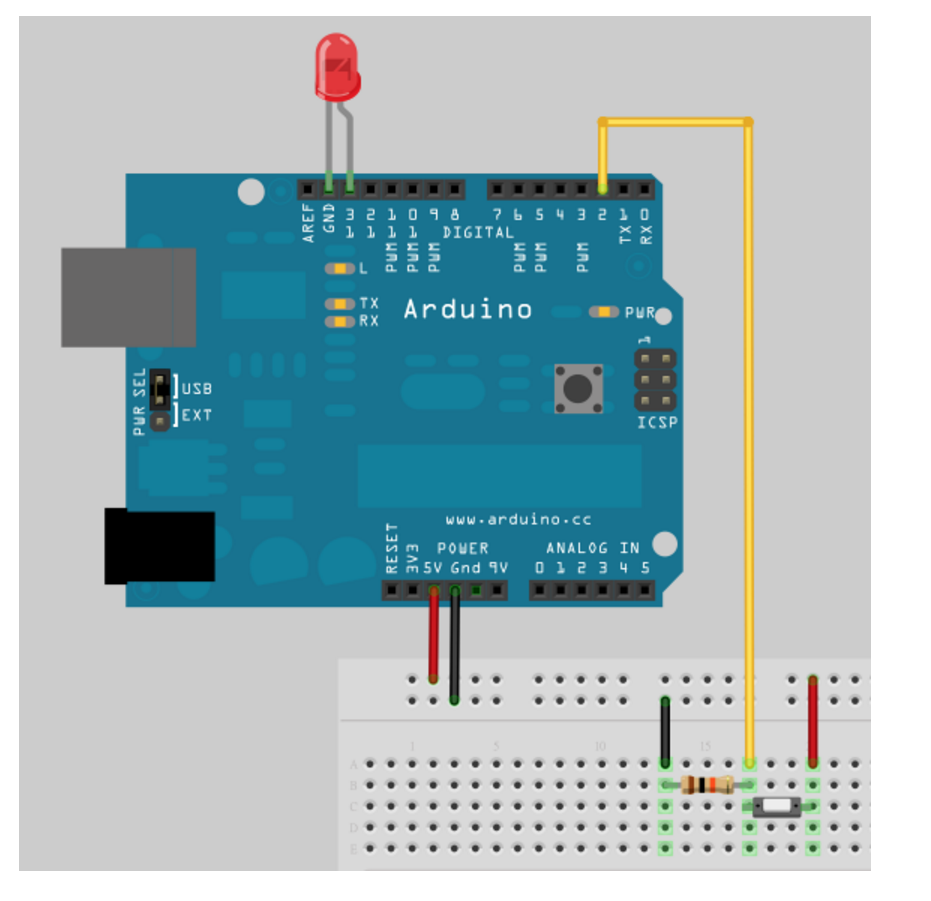 AREF
GND
13
12
11
10
9
8
7
6
5
4
3
2
TX 1
RX 0
DIGITAL
PWM
PWM
PWM
PWM
PWM
PWM
L
TX
RX
Arduino
PWR
1
ICSP
PWR SEL
USB
EXT
www.arduino.cc
RESET
3V3
POWER
5V Gnd 9V
ANALOG IN
0 1 2 3 4 5
1 5 10 15
A
B
C
D
E